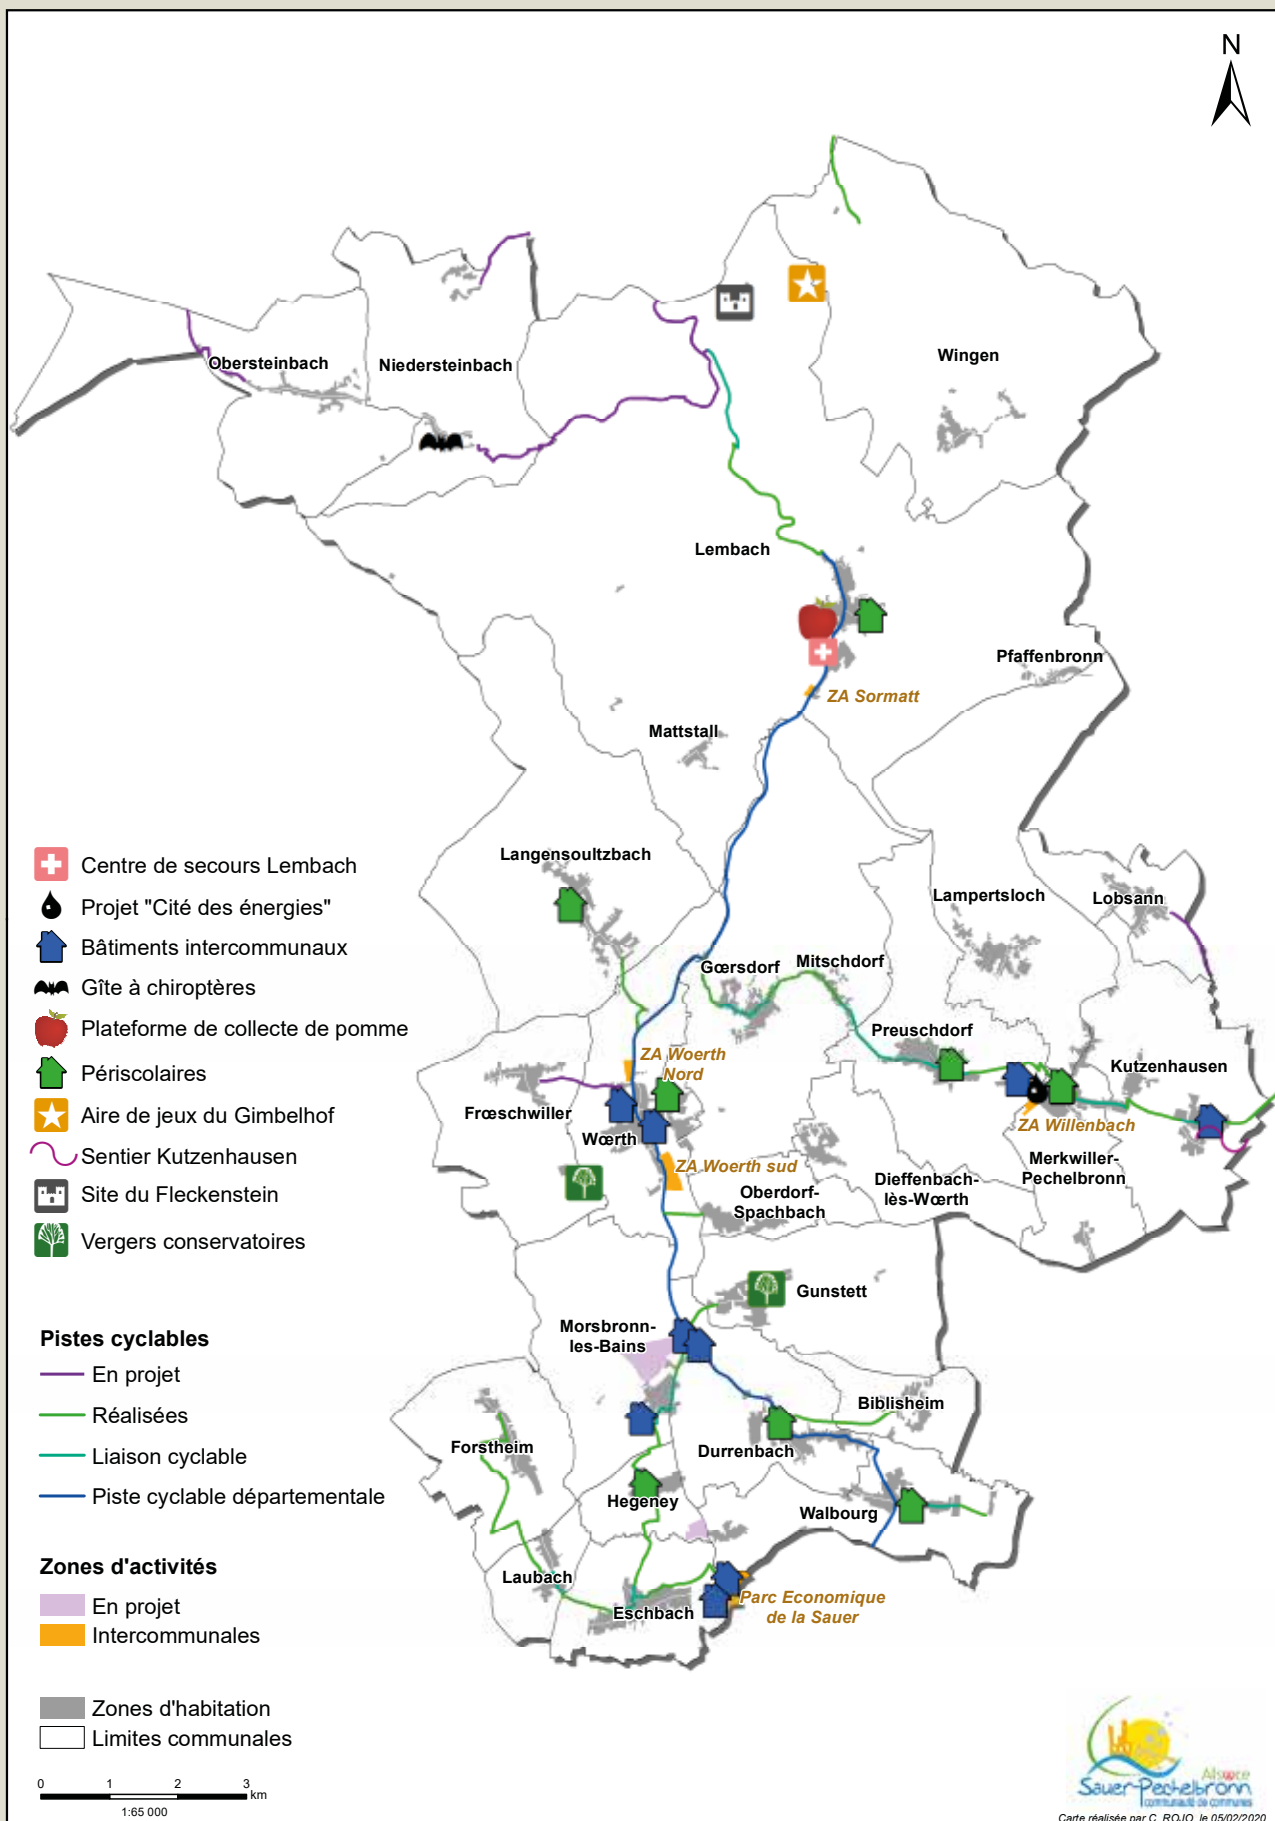 N
Obersteinbach
Niedersteinbach
Wingen
Lembach
Pfaffenbronn
ZA Sormatt
Mattstall
Langensoultzbach
Lampertsloch
Lobsann
Gœrsdorf
Mitschdorf
Preuschdorf
Kutzenhausen
ZA Woerth
Nord
Frœschwiller
Wœrth
ZA Willenbach
Merkwiller-
Pechelbronn
ZA Woerth sud
Dieffenbach-
lès-Wœrth
Oberdorf-
Spachbach
Gunstett
Morsbronn-
les-Bains
Biblisheim
Forstheim
Durrenbach
Hegeney
Walbourg
Laubach
Eschbach
Parc Economique
de la Sauer
Centre de secours Lembach
Projet "Cité des énergies"
Bâtiments intercommunaux
Gîte à chiroptères
Plateforme de collecte de pomme
Périscolaires
Aire de jeux du Gimbelhof
Sentier Kutzenhausen
Site du Fleckenstein
Vergers conservatoires
Pistes cyclables
En projet
Réalisées
Liaison cyclable
Piste cyclable départementale
Zones d'activités
En projet
Intercommunales
Zones d'habitation
Limites communales
0 1 2 3
km
1:65 000
Alsace
Sauer-Pechelbronn
communauté de communes
Carte réalisée par C. ROJO, le 05/02/2020